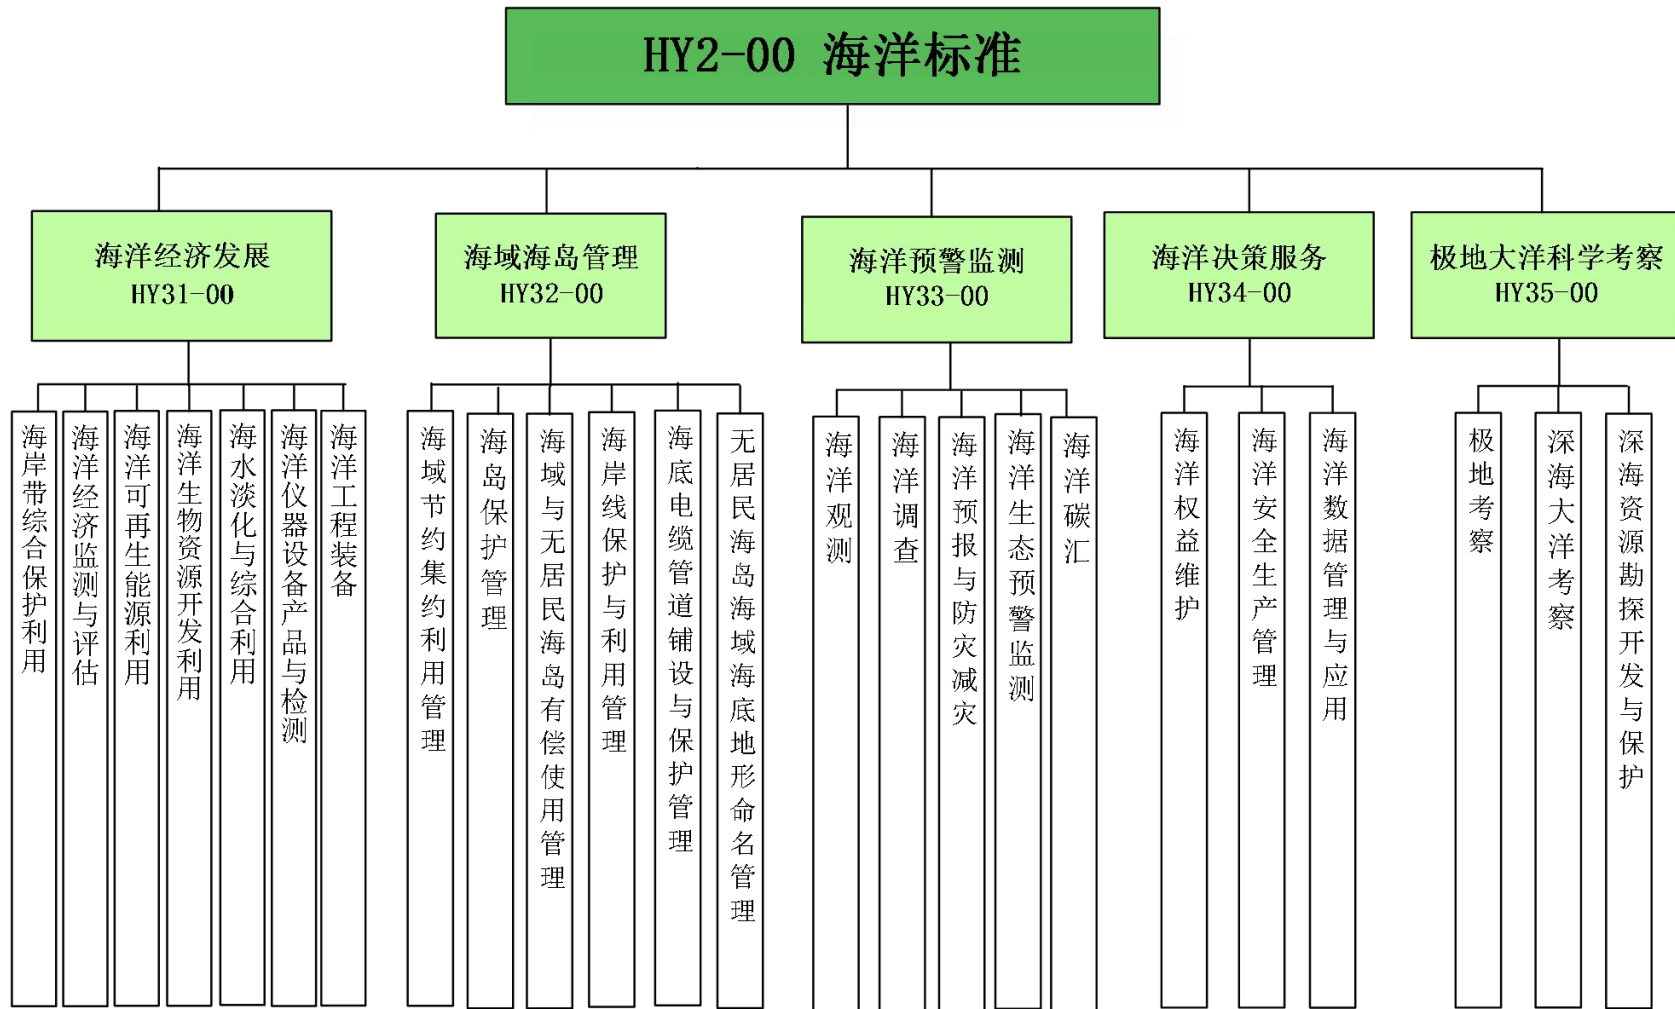 HY2-00 海洋标准
海洋经济发展
HY31-00
海域海岛管理
HY32-00
海洋预警监测
HY33-00
海洋决策服务
HY34-00
极地大洋科学考察
HY35-00
海岸带综合保护利用
海洋经济监测与评估
海洋可再生能源利用
海洋生物资源开发利用
海水淡化与综合利用
海洋仪器设备产品与检测
海洋工程装备
海域节约集约利用管理
海岛保护管理
海域与无居民海岛有偿使用管理
海岸线保护与利用管理
海底电缆管道铺设与保护管理
无居民海岛海域海底地形命名管理
海洋观测
海洋调查
海洋预报与防灾减灾
海洋生态预警监测
海洋碳汇
海洋权益维护
海洋安全生产管理
海洋数据管理与应用
极地考察
深海大洋考察
深海资源勘探开发与保护